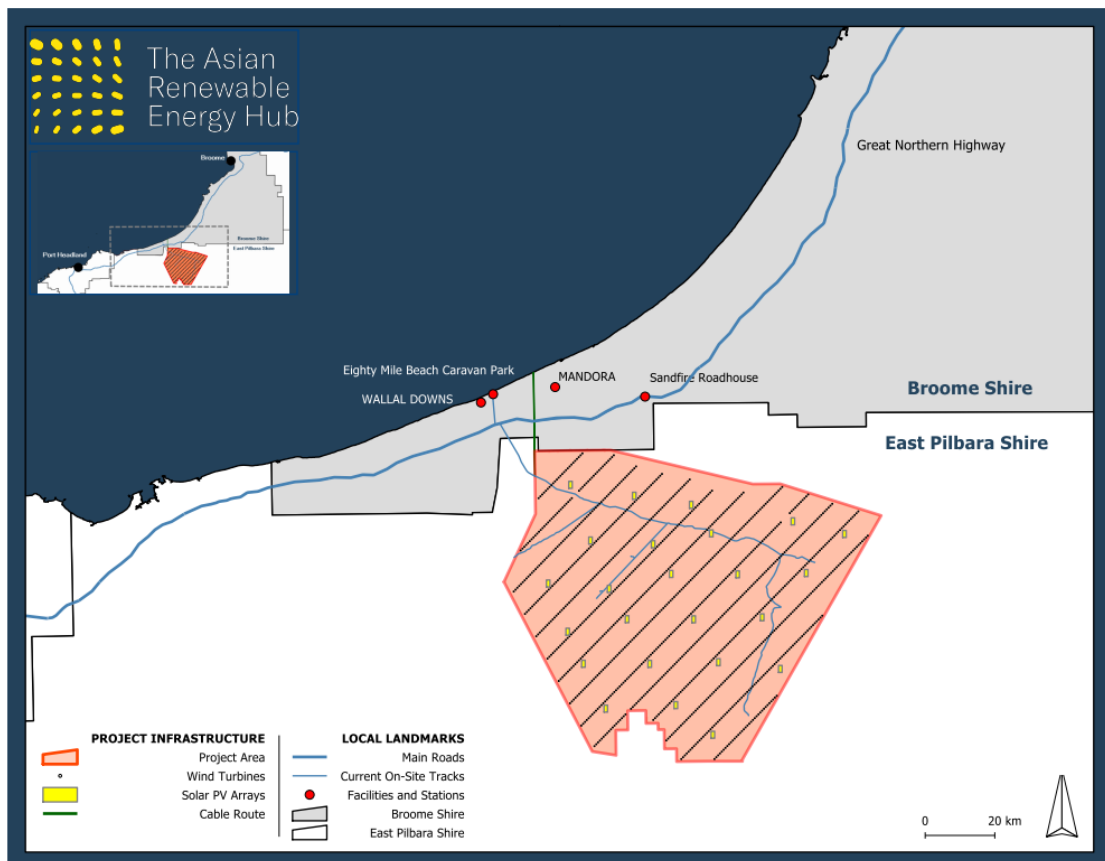 The Asian
Renewable
Energy Hub
Broome
Port Headland
Broome Shire
East Pilbara Shire
Great Northern Highway
Eighty Mile Beach Caravan Park
MANDORA
Sandfire Roadhouse
WALLAL DOWNS
Broome Shire
East Pilbara Shire
PROJECT INFRASTRUCTURE
Project Area
Wind Turbines
Solar PV Arrays
Cable Route
LOCAL LANDMARKS
Main Roads
Current On-Site Tracks
Facilities and Stations
Broome Shire
East Pilbara Shire
0
20 km